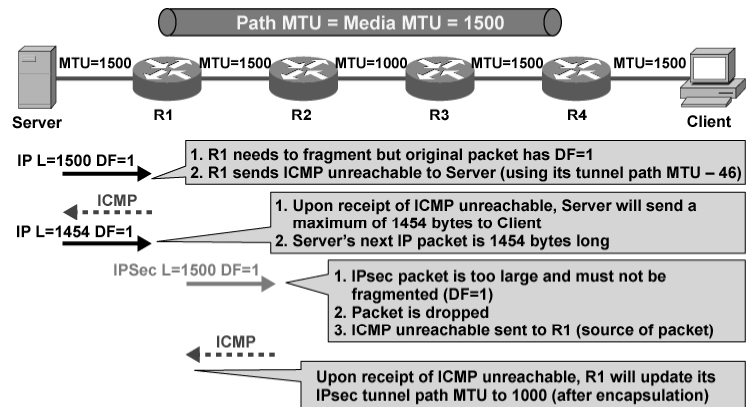 Path MTU = Media MTU = 1500
MTU=1500 MTU=1500 MTU=1000 MTU=1500 MTU=1500
Server R1 R2 R3 R4 Client
IP L=1500 DF=1
1. R1 needs to fragment but original packet has DF=1
2. R1 sends ICMP unreachable to Server (using its tunnel path MTU – 46)
ICMP
IP L=1454 DF=1
1. Upon receipt of ICMP unreachable, Server will send a
maximum of 1454 bytes to Client
2. Server's next IP packet is 1454 bytes long
IPSec L=1500 DF=1
1. IPsec packet is too large and must not be
fragmented (DF=1)
2. Packet is dropped
3. ICMP unreachable sent to R1 (source of packet)
ICMP
Upon receipt of ICMP unreachable, R1 will update its
IPsec tunnel path MTU to 1000 (after encapsulation)